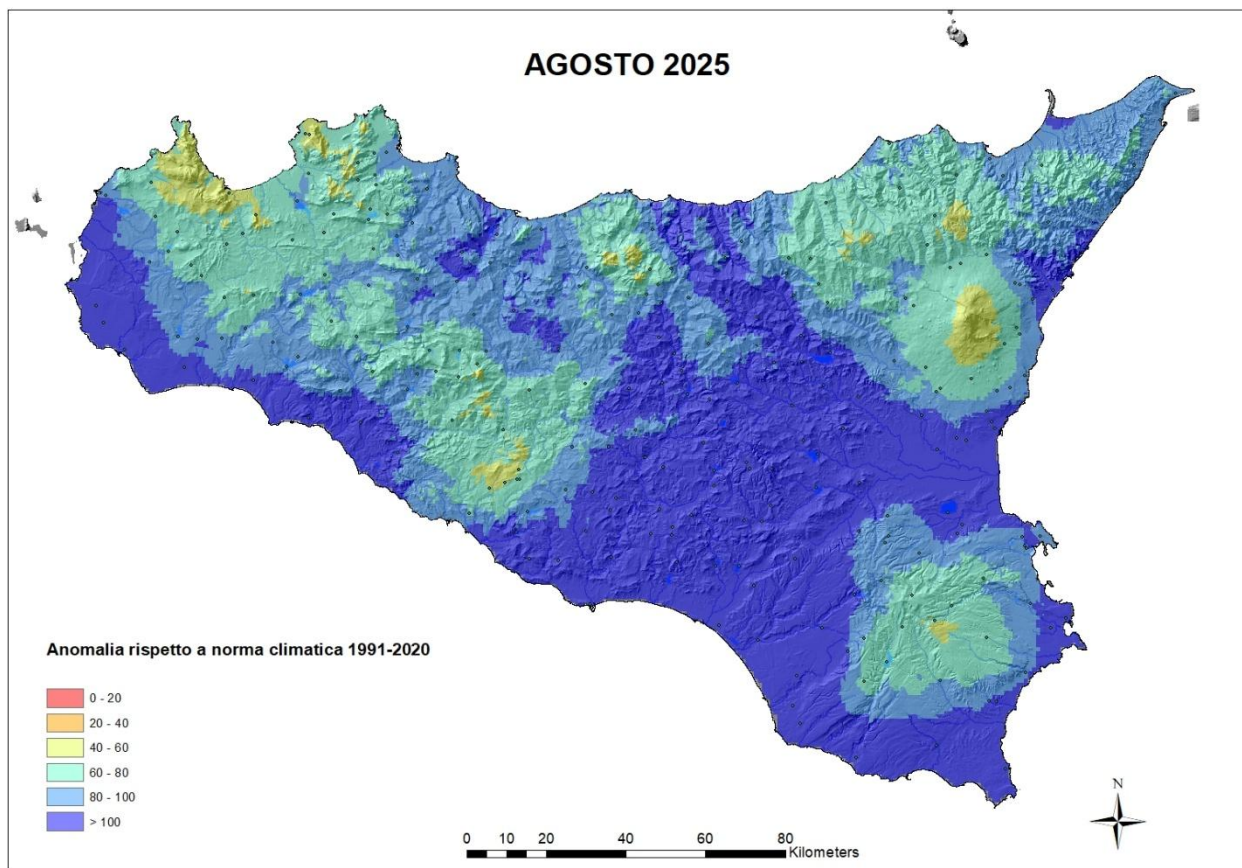 AGOSTO 2025
Anomalia rispetto a norma climatica 1991-2020
0 - 20
20 - 40
40 - 60
60 - 80
80 - 100
> 100
N
0 10 20 40 60 80
Kilometers